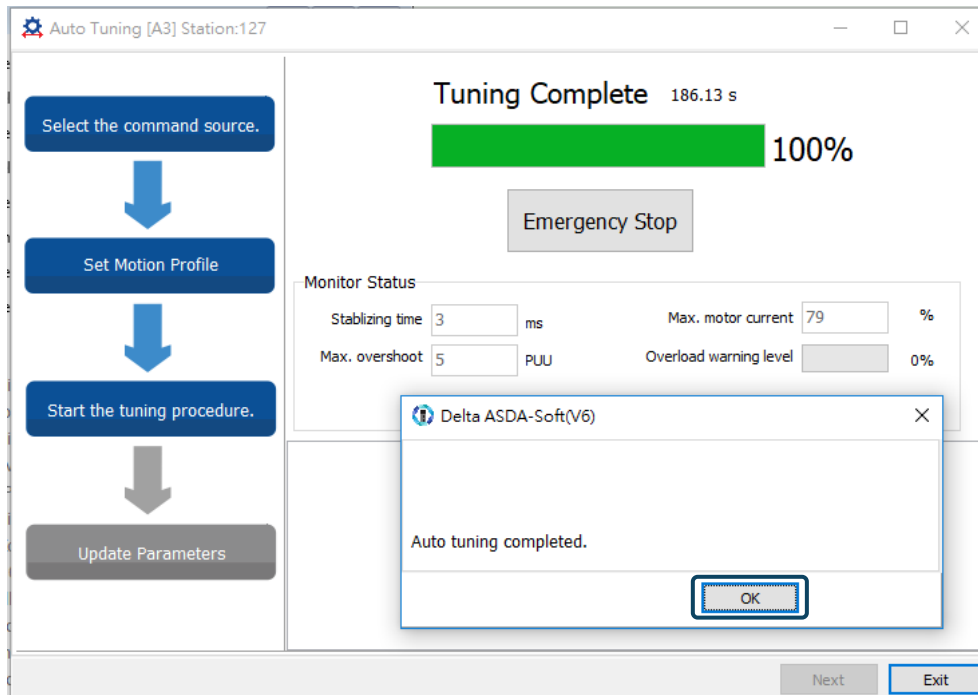 Auto Tuning [A3] Station:127
Select the command source.
Set Motion Profile
Start the tuning procedure.
Update Parameters
Tuning Complete 186.13 s
100%
Emergency Stop
Monitor Status
Stablizing time 3 ms
Max. motor current 79 %
Max. overshoot 5 PUU
Overload warning level 0%
Delta ASDA-Soft(V6)
Auto tuning completed.
OK
Next
Exit